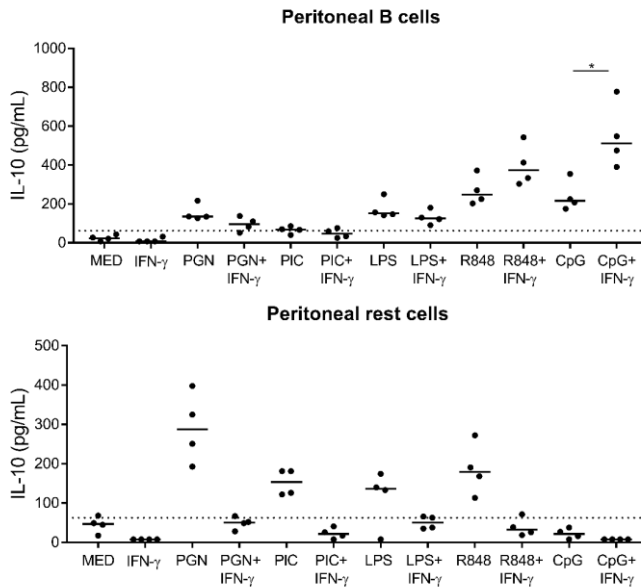 Peritoneal B cells
IL-10 (pg/mL)
1000
800
600
400
200
0
*
MED IFN-γ PGN PGN+ PIC PIC+ LPS LPS+ R848 R848+ CpG CpG+
IFN-γ IFN-γ IFN-γ IFN-γ IFN-γ
Peritoneal rest cells
IL-10 (pg/mL)
500
400
300
200
100
0
MED IFN-γ PGN PGN+ PIC PIC+ LPS LPS+ R848 R848+ CpG CpG+
IFN-γ IFN-γ IFN-γ IFN-γ IFN-γ